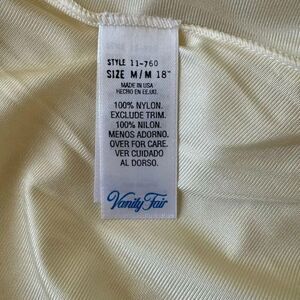 STYLE 11-760
SIZE M/M 18"
MADE IN USA
HECHO EN EE.UU.
100% NYLON.
EXCLUDE TRIM.
100% NILON.
MENOS ADORNO.
OVER FOR CARE.
VER CUIDADO
AL DORSO.
Vanity Fair